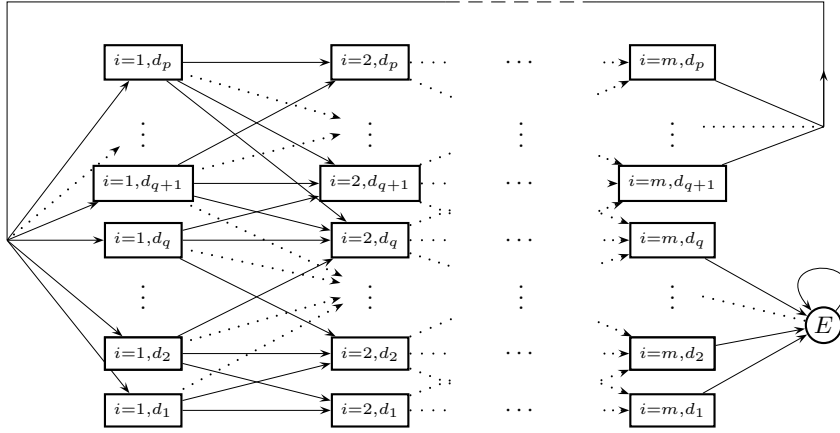 i=1,d_p i=2,d_p ⋯ i=m,d_p
⋮ ⋮ ⋮ ⋮
i=1,d_{q+1} i=2,d_{q+1} ⋯ i=m,d_{q+1}
i=1,d_q i=2,d_q ⋯ i=m,d_q
⋮ ⋮ ⋮ ⋮
E
i=1,d_2 i=2,d_2 ⋯ i=m,d_2
i=1,d_1 i=2,d_1 ⋯ i=m,d_1